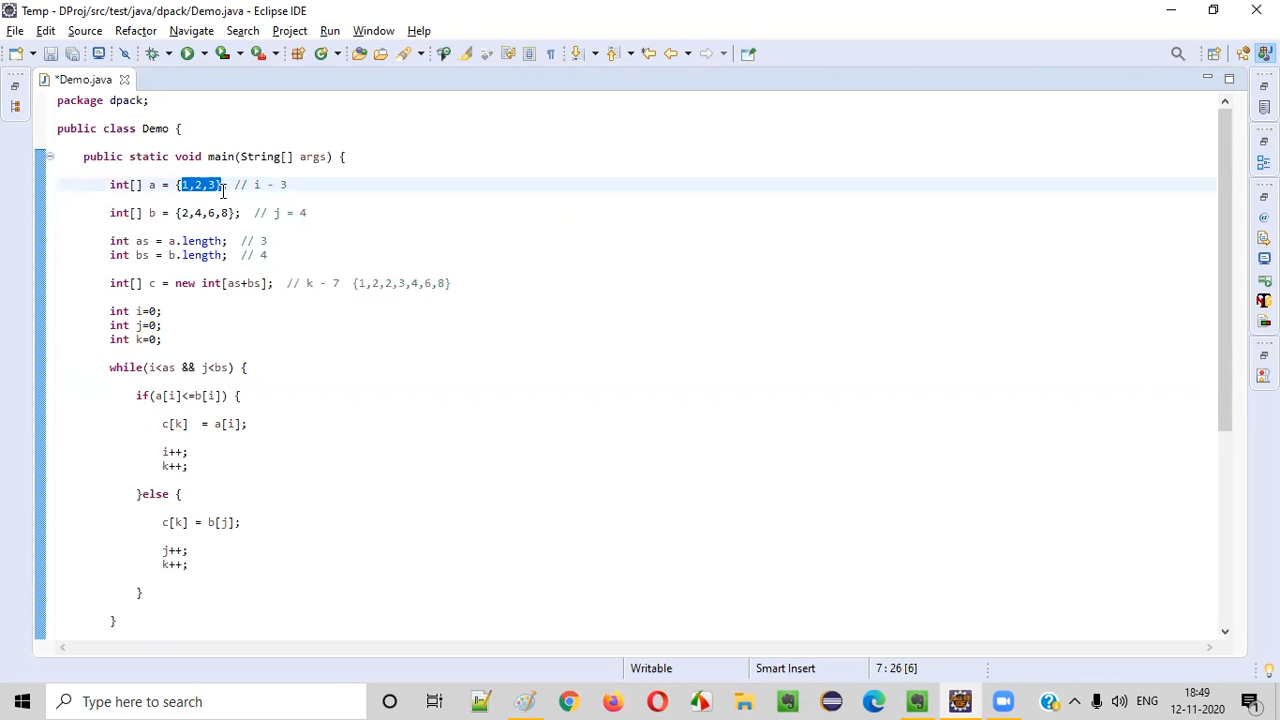 Temp - DProj/src/test/java/dpack/Demo.java - Eclipse IDE
File Edit Source Refactor Navigate Search Project Run Window Help
*Demo.java
package dpack;
public class Demo {
public static void main(String[] args) {
int[] a = {1,2,3} // i - 3
int[] b = {2,4,6,8}; // j = 4
int as = a.length; // 3
int bs = b.length; // 4
int[] c = new int[as+bs]; // k - 7 {1,2,2,3,4,6,8}
int i=0;
int j=0;
int k=0;
while(i<as && j<bs) {
if(a[i]<=b[i]) {
c[k] = a[i];
i++;
k++;
}else {
c[k] = b[j];
j++;
k++;
}
}
Writable Smart Insert 7 : 26 [6]
Type here to search
18:49
12-11-2020